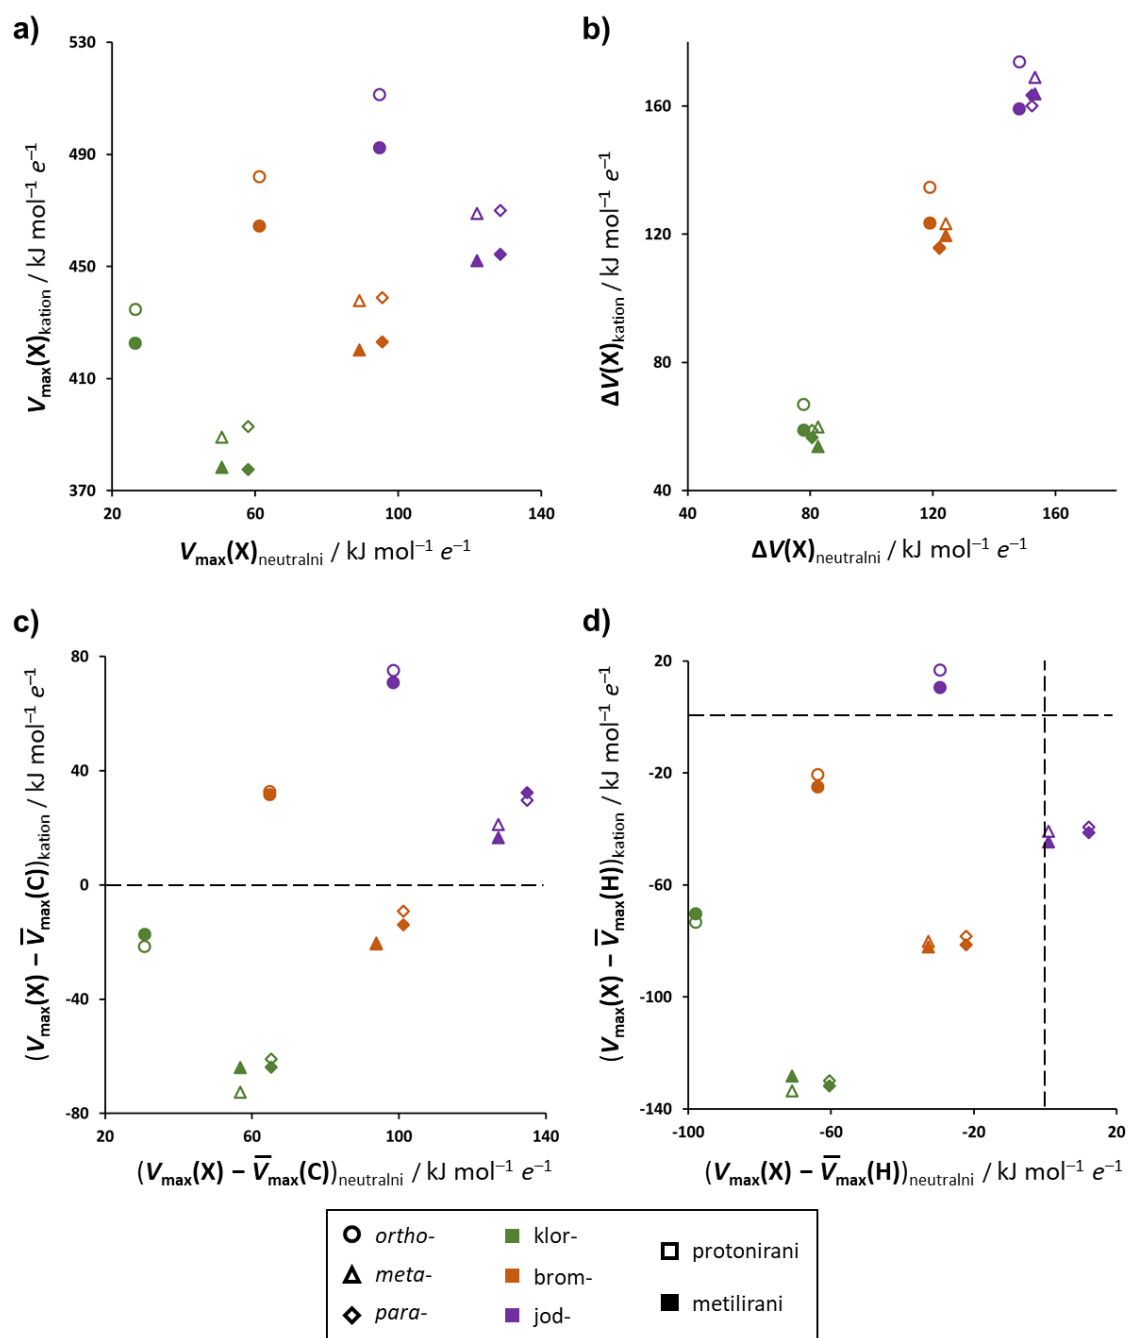 a)
530
490
450
410
370
20
60
100
140
Vmax(X)kation / kJ mol⁻¹ e⁻¹
Vmax(X)neutralni / kJ mol⁻¹ e⁻¹
b)
160
120
80
40
40
80
120
160
ΔV(X)kation / kJ mol⁻¹ e⁻¹
ΔV(X)neutralni / kJ mol⁻¹ e⁻¹
c)
80
40
0
-40
-80
20
60
100
140
(Vmax(X) – V̅max(C))kation / kJ mol⁻¹ e⁻¹
(Vmax(X) – V̅max(C))neutralni / kJ mol⁻¹ e⁻¹
d)
20
-20
-60
-100
-140
-100
-60
-20
20
(Vmax(X) – V̅max(H))kation / kJ mol⁻¹ e⁻¹
(Vmax(X) – V̅max(H))neutralni / kJ mol⁻¹ e⁻¹
ortho-
meta-
para-
klor-
brom-
jod-
protonirani
metilirani